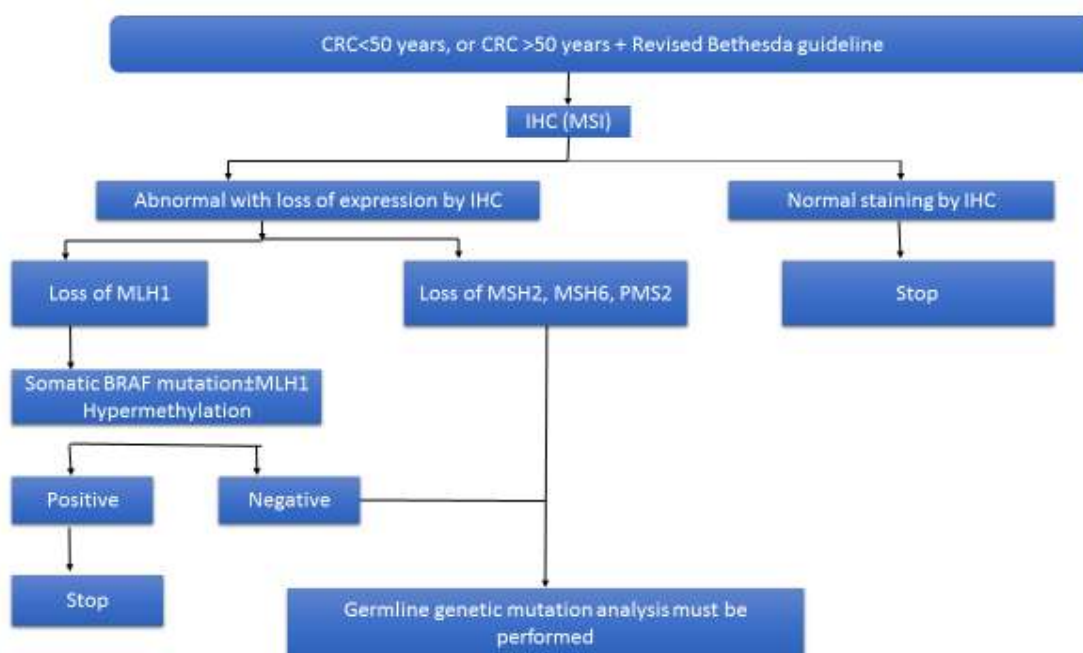 CRC<50 years, or CRC >50 years + Revised Bethesda guideline
IHC (MSI)
Abnormal with loss of expression by IHC
Normal staining by IHC
Loss of MLH1
Loss of MSH2, MSH6, PMS2
Stop
Somatic BRAF mutation±MLH1
Hypermethylation
Positive
Negative
Stop
Germline genetic mutation analysis must be
performed